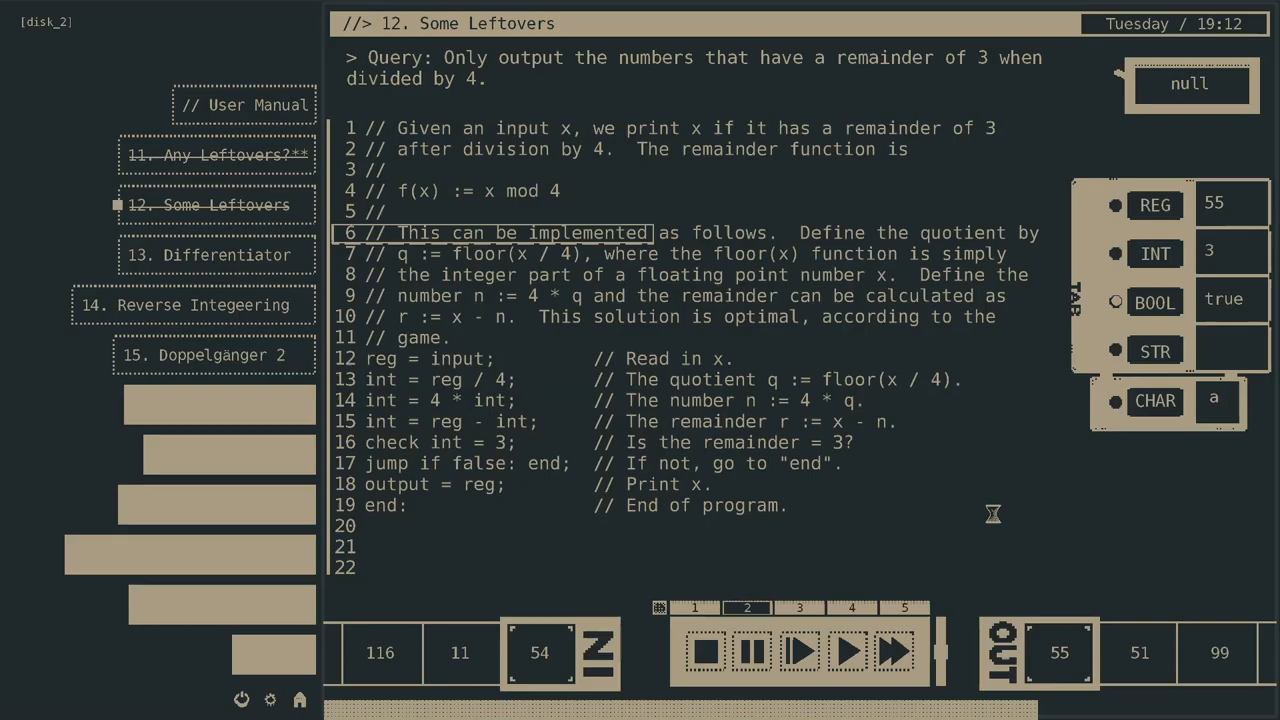 [disk_2]
// User Manual
11. Any Leftovers?**
12. Some Leftovers
13. Differentiator
14. Reverse Integeering
15. Doppelgänger 2
//> 12. Some Leftovers
Tuesday / 19:12
> Query: Only output the numbers that have a remainder of 3 when
divided by 4.
null
1 // Given an input x, we print x if it has a remainder of 3
2 // after division by 4.  The remainder function is
3 //
4 // f(x) := x mod 4
5 //
6 // This can be implemented as follows.  Define the quotient by
7 // q := floor(x / 4), where the floor(x) function is simply
8 // the integer part of a floating point number x.  Define the
9 // number n := 4 * q and the remainder can be calculated as
10 // r := x - n.  This solution is optimal, according to the
11 // game.
12 reg = input;         // Read in x.
13 int = reg / 4;       // The quotient q := floor(x / 4).
14 int = 4 * int;       // The number n := 4 * q.
15 int = reg - int;     // The remainder r := x - n.
16 check int = 3;       // Is the remainder = 3?
17 jump if false: end;  // If not, go to "end".
18 output = reg;        // Print x.
19 end:                 // End of program.
20
21
22
TAB
REG 55
INT 3
BOOL true
STR
CHAR a
1 2 3 4 5
116 11 54 IN
OUT 55 51 99